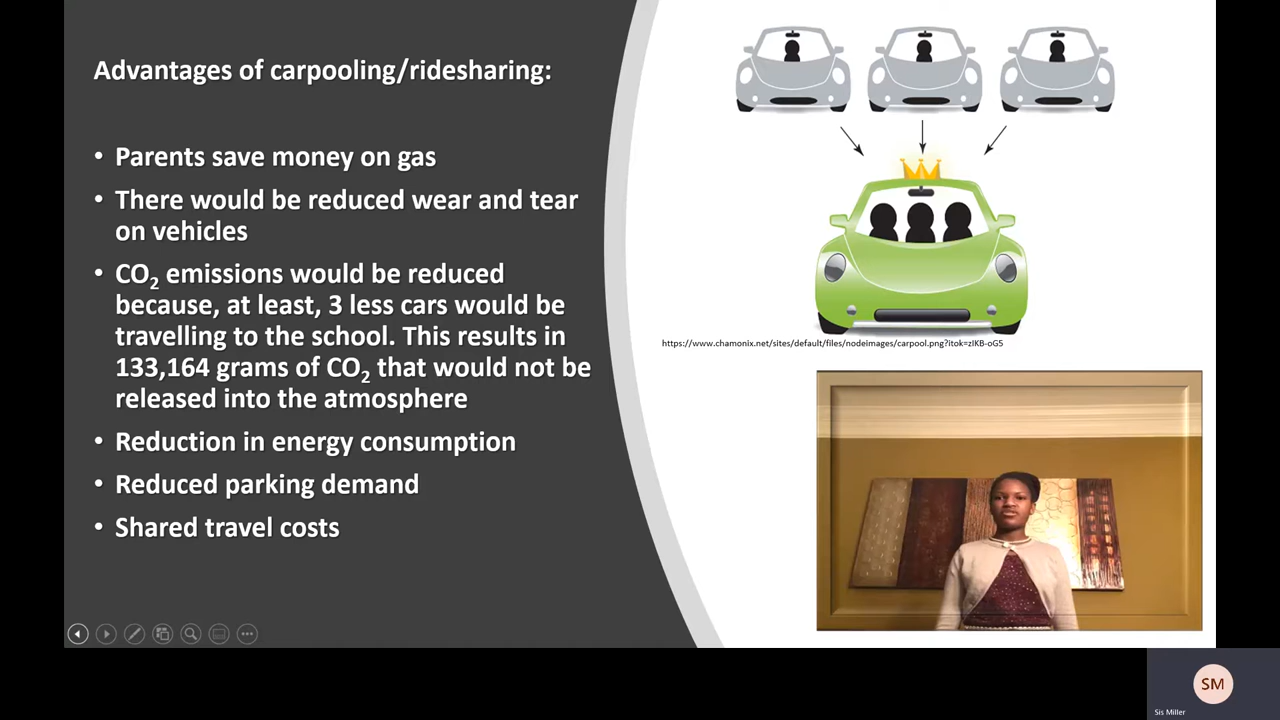 Advantages of carpooling/ridesharing:
• Parents save money on gas
• There would be reduced wear and tear
on vehicles
• CO₂ emissions would be reduced
because, at least, 3 less cars would be
travelling to the school. This results in
133,164 grams of CO₂ that would not be
released into the atmosphere
• Reduction in energy consumption
• Reduced parking demand
• Shared travel costs
https://www.chamonix.net/sites/default/files/nodeimages/carpool.png?itok=zIKB-oG5
SM
Sis Miller